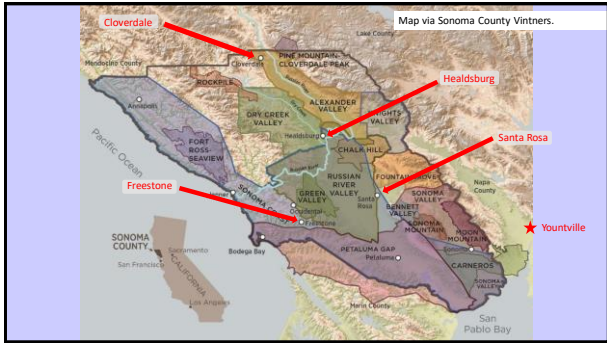 Map via Sonoma County Vintners.
Cloverdale
Lake County
PINE MOUNTAIN-
CLOVERDALE PEAK
Mendocino County
Cloverdale
ROCKPILE
Healdsburg
ALEXANDER
VALLEY
Annapolis
DRY CREEK
VALLEY
KNIGHTS
VALLEY
Healdsburg
Santa Rosa
CHALK HILL
Pacific Ocean
FORT
ROSS-
SEAVIEW
FOUNTAINGROVE
RUSSIAN
RIVER
VALLEY
Napa
County
Freestone
Jenner
SONOMA COAST
GREEN
VALLEY
Santa
Rosa
SONOMA
VALLEY
Occidental
Freestone
BENNETT
VALLEY
SONOMA
MOUNTAIN
MOON
MOUNTAIN
Yountville
SONOMA
COUNTY
Sacramento
San Francisco
CALIFORNIA
Los Angeles
Bodega Bay
PETALUMA GAP
Petaluma
Sonoma
CARNEROS
SONOMA
VALLEY
Marin County
San
Pablo Bay